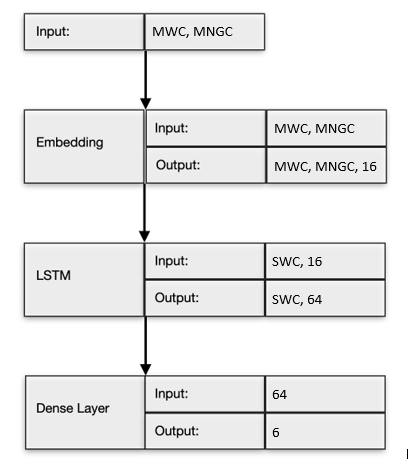 Input: MWC, MNGC
Embedding
Input: MWC, MNGC
Output: MWC, MNGC, 16
LSTM
Input: SWC, 16
Output: SWC, 64
Dense Layer
Input: 64
Output: 6